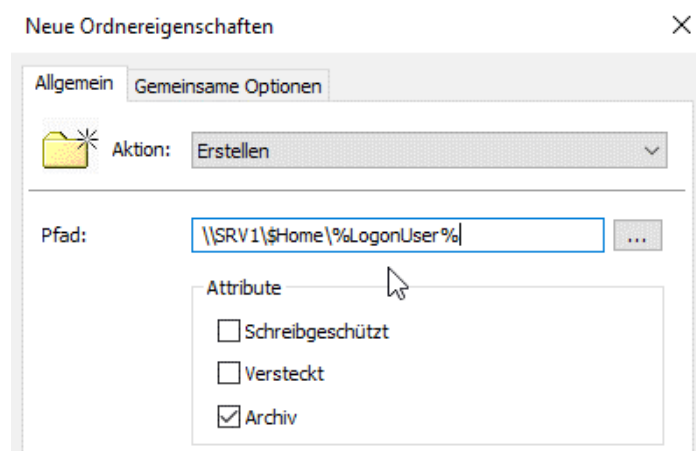 Neue Ordnereigenschaften
Allgemein Gemeinsame Optionen
Aktion: Erstellen
Pfad: \\SRV1\$Home\%LogonUser% ...
Attribute
Schreibgeschützt
Versteckt
Archiv